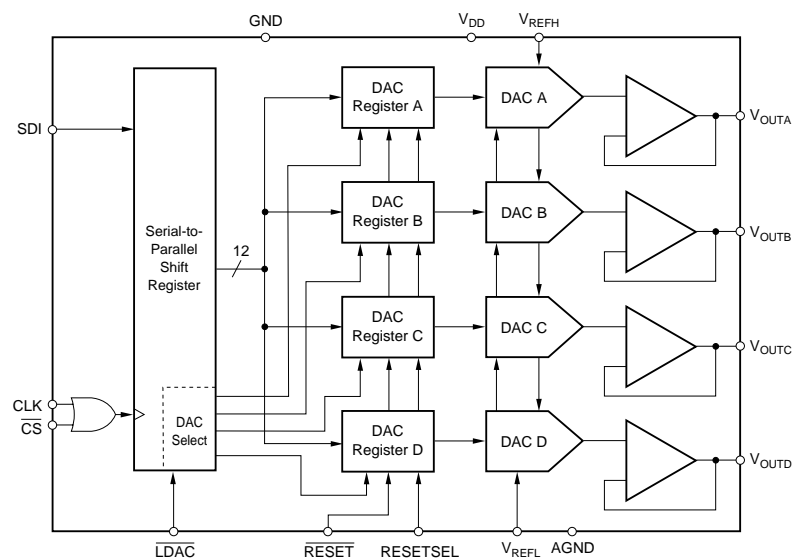 GND
VDD
VREFH
SDI
Serial-to-
Parallel
Shift
Register
12
DAC
Register A
DAC A
VOUTA
DAC
Register B
DAC B
VOUTB
DAC
Register C
DAC C
VOUTC
CLK
CS
DAC
Select
DAC
Register D
DAC D
VOUTD
LDAC
RESET
RESETSEL
VREFL
AGND